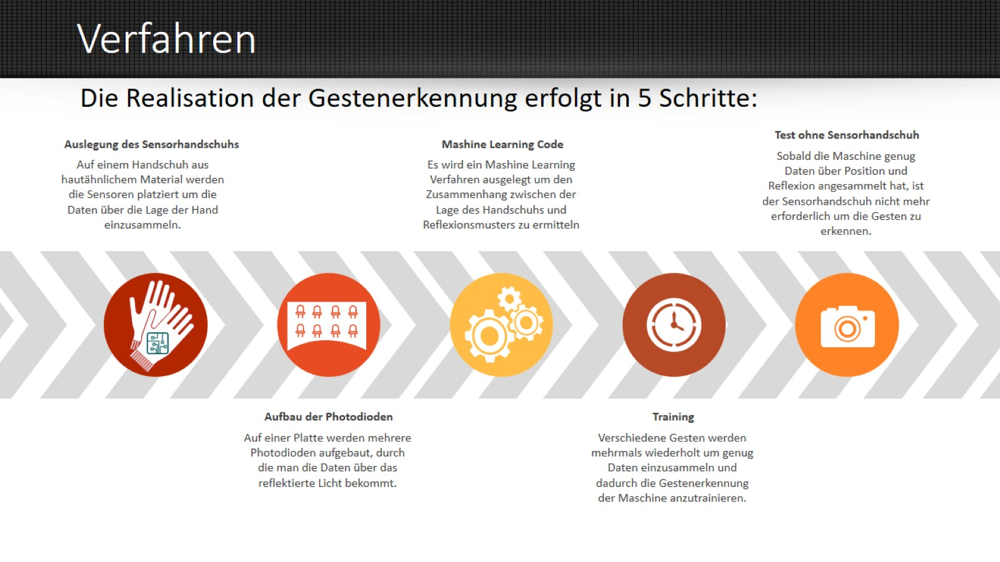 Verfahren
Die Realisation der Gestenerkennung erfolgt in 5 Schritte:
Auslegung des Sensorhandschuhs
Auf einem Handschuh aus
hautähnlichem Material werden
die Sensoren platziert um die
Daten über die Lage der Hand
einzusammeln.
Aufbau der Photodioden
Auf einer Platte werden mehrere
Photodioden aufgebaut, durch
die man die Daten über das
reflektierte Licht bekommt.
Mashine Learning Code
Es wird ein Mashine Learning
Verfahren ausgelegt um den
Zusammenhang zwischen der
Lage des Handschuhs und
Reflexionsmusters zu ermitteln
Training
Verschiedene Gesten werden
mehrmals wiederholt um genug
Daten einzusammeln und
dadurch die Gestenerkennung
der Maschine anzutrainieren.
Test ohne Sensorhandschuh
Sobald die Maschine genug
Daten über Position und
Reflexion angesammelt hat, ist
der Sensorhandschuh nicht mehr
erforderlich um die Gesten zu
erkennen.